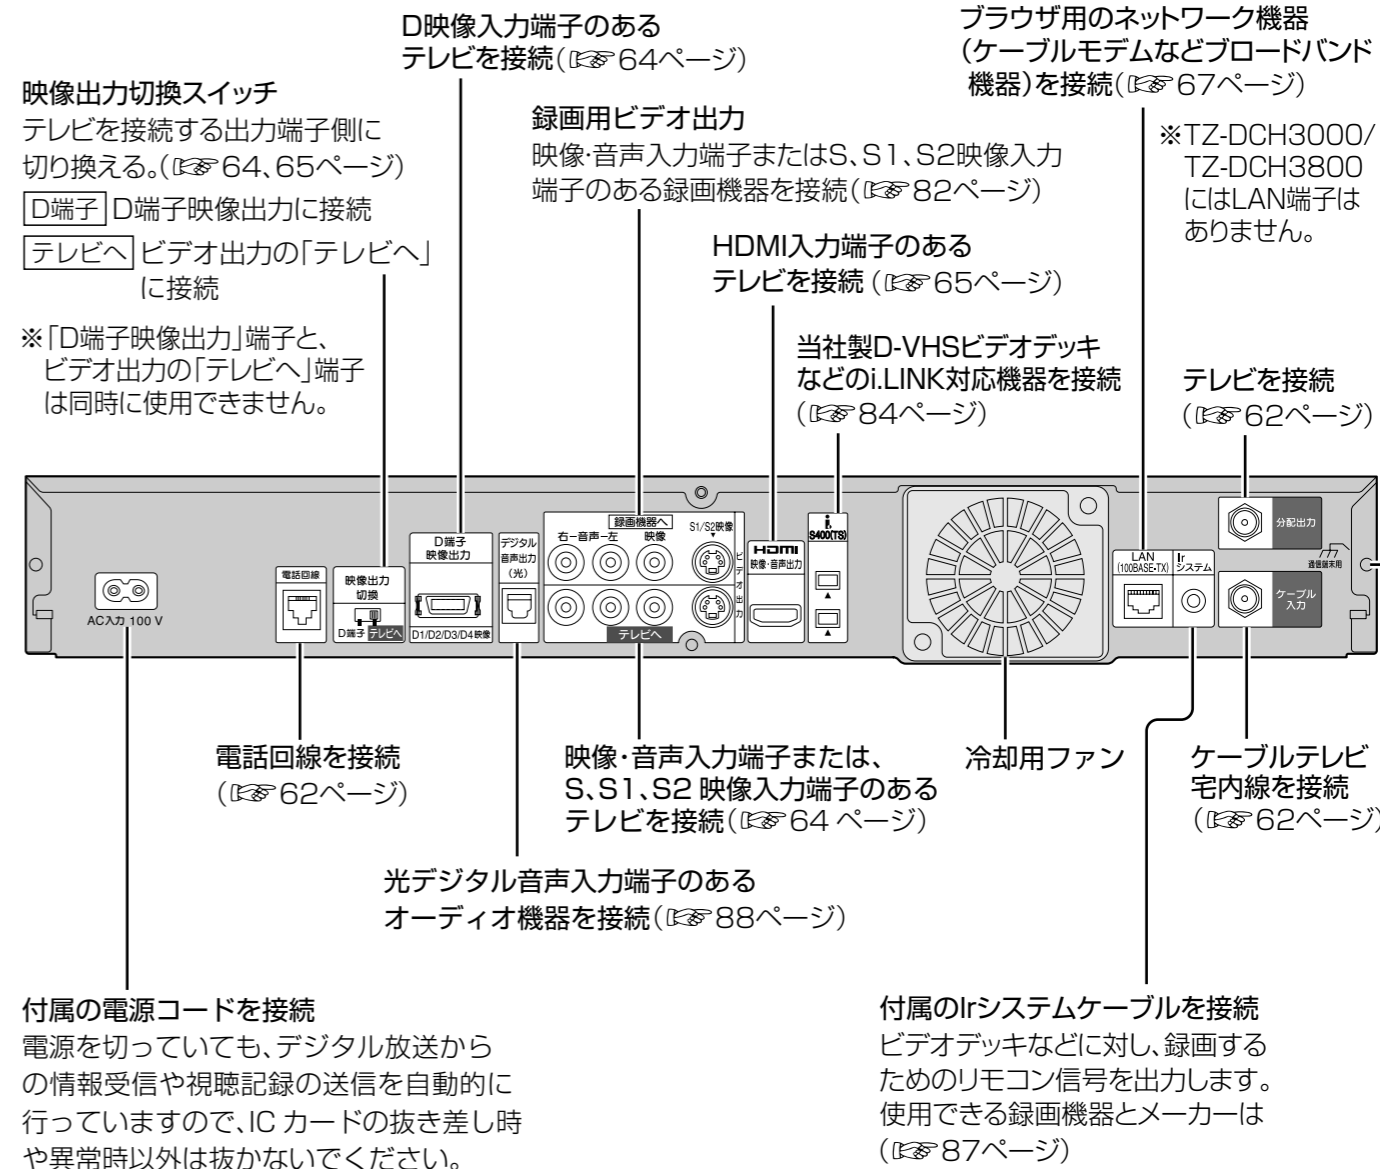 D映像入力端子のある
テレビを接続(☞64ページ)
ブラウザ用のネットワーク機器
(ケーブルモデムなどブロードバンド
機器)を接続(☞67ページ)
※TZ-DCH3000/
TZ-DCH3800
にはLAN端子は
ありません。
映像出力切換スイッチ
テレビを接続する出力端子側に
切り換える。(☞64、65ページ)
D端子 D端子映像出力に接続
テレビへ ビデオ出力の「テレビへ」
に接続
※「D端子映像出力」端子と、
ビデオ出力の「テレビへ」端子
は同時に使用できません。
録画用ビデオ出力
映像・音声入力端子またはS、S1、S2映像入力
端子のある録画機器を接続(☞82ページ)
HDMI入力端子のある
テレビを接続(☞65ページ)
当社製D-VHSビデオデッキ
などのi.LINK対応機器を接続
(☞84ページ)
テレビを接続
(☞62ページ)
AC入力 100 V
電話回線
映像出力
切換
D端子 テレビへ
D端子
映像出力
D1/D2/D3/D4映像
デジタル
音声出力
(光)
録画機器へ
右-音声-左 映像 S1/S2映像
ビデオ出力
テレビへ
HDMI
映像・音声出力
i.
S400(TS)
LAN
(100BASE-TX)
Ir
システム
分配出力
通信端末用
ケーブル
入力
電話回線を接続
(☞62ページ)
映像・音声入力端子または、
S、S1、S2 映像入力端子のある
テレビを接続(☞64 ページ)
冷却用ファン
ケーブルテレビ
宅内線を接続
(☞62ページ)
光デジタル音声入力端子のある
オーディオ機器を接続(☞88ページ)
付属の電源コードを接続
電源を切っていても、デジタル放送から
の情報受信や視聴記録の送信を自動的に
行っていますので、IC カードの抜き差し時
や異常時以外は抜かないでください。
付属のIrシステムケーブルを接続
ビデオデッキなどに対し、録画する
ためのリモコン信号を出力します。
使用できる録画機器とメーカーは
(☞87ページ)